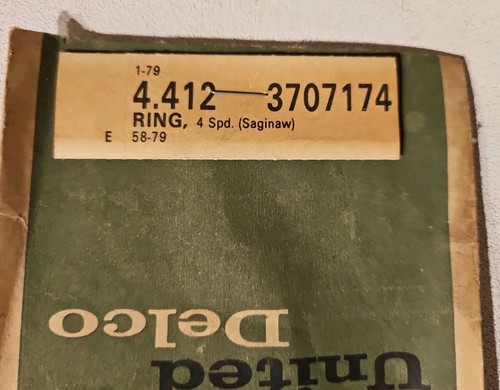 1-79
4.412 3707174
RING, 4 Spd. (Saginaw)
E 58-79
Delco
United